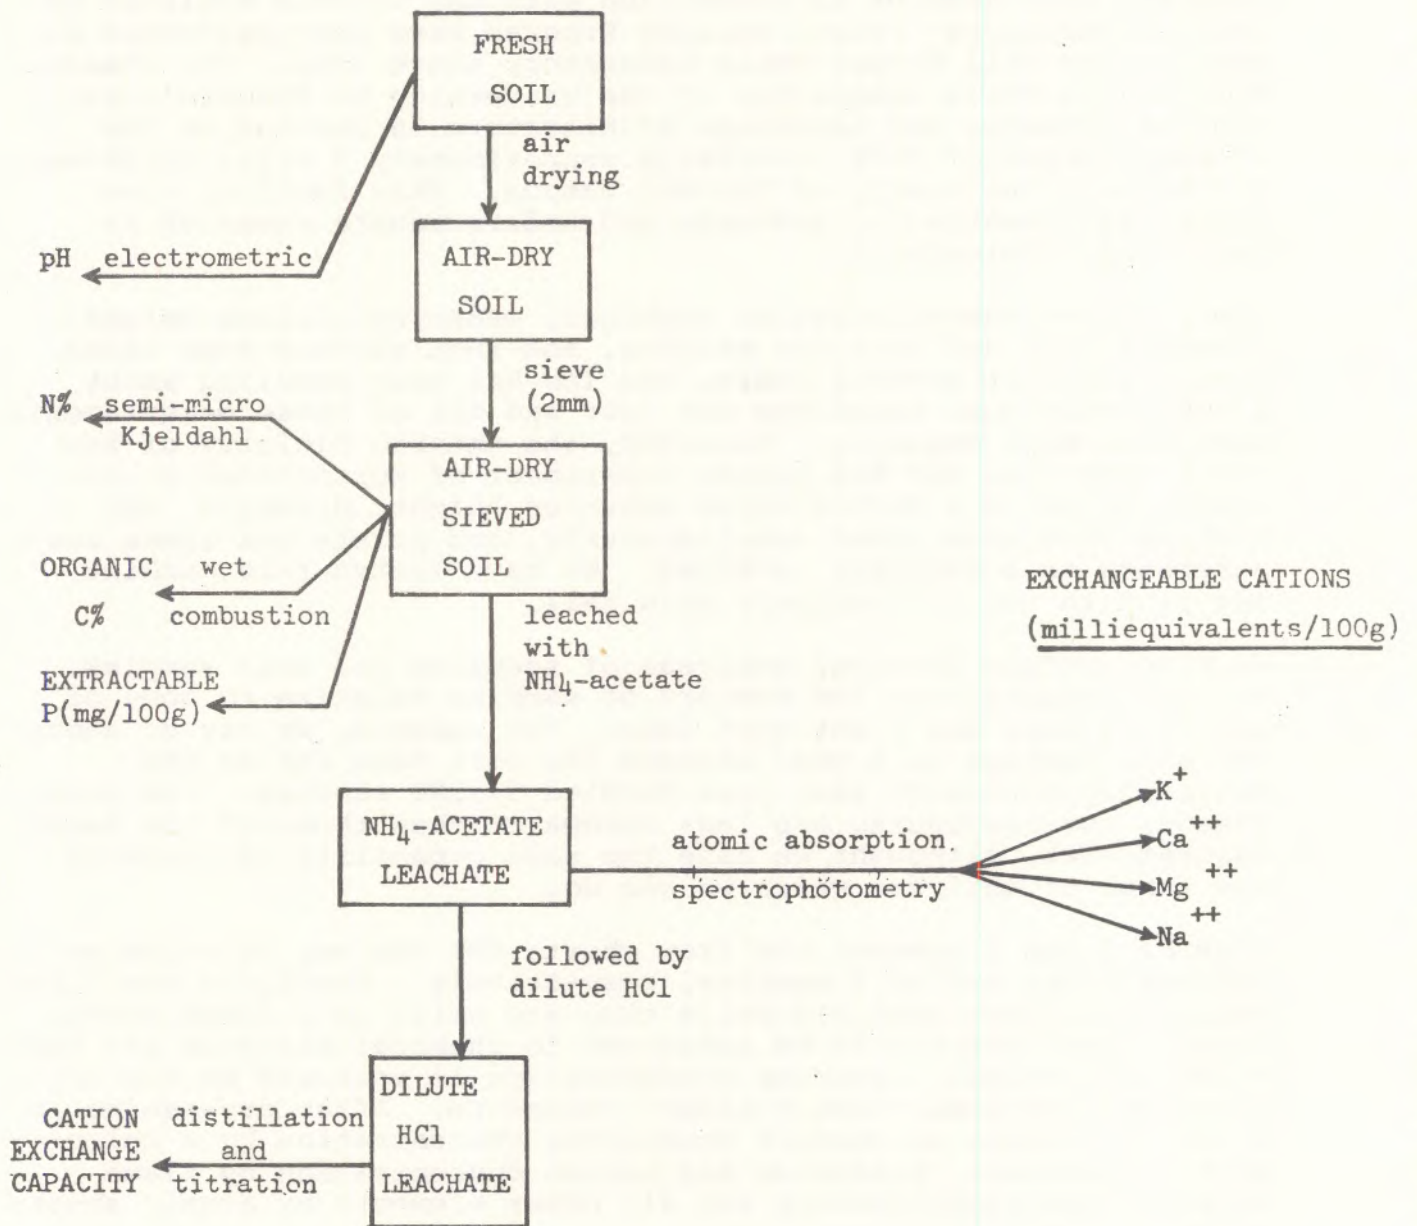 FRESH
SOIL
air
drying
pH electrometric
AIR-DRY
SOIL
sieve
(2mm)
N% semi-micro
Kjeldahl
AIR-DRY
SIEVED
SOIL
ORGANIC wet
C% combustion
EXTRACTABLE
P(mg/100g)
leached
with
NH4-acetate
EXCHANGEABLE CATIONS
(milliequivalents/100g)
NH4-ACETATE
LEACHATE
atomic absorption
spectrophotometry
K+
Ca++
Mg++
Na++
followed by
dilute HCl
DILUTE
HCl
LEACHATE
CATION distillation
EXCHANGE and
CAPACITY titration